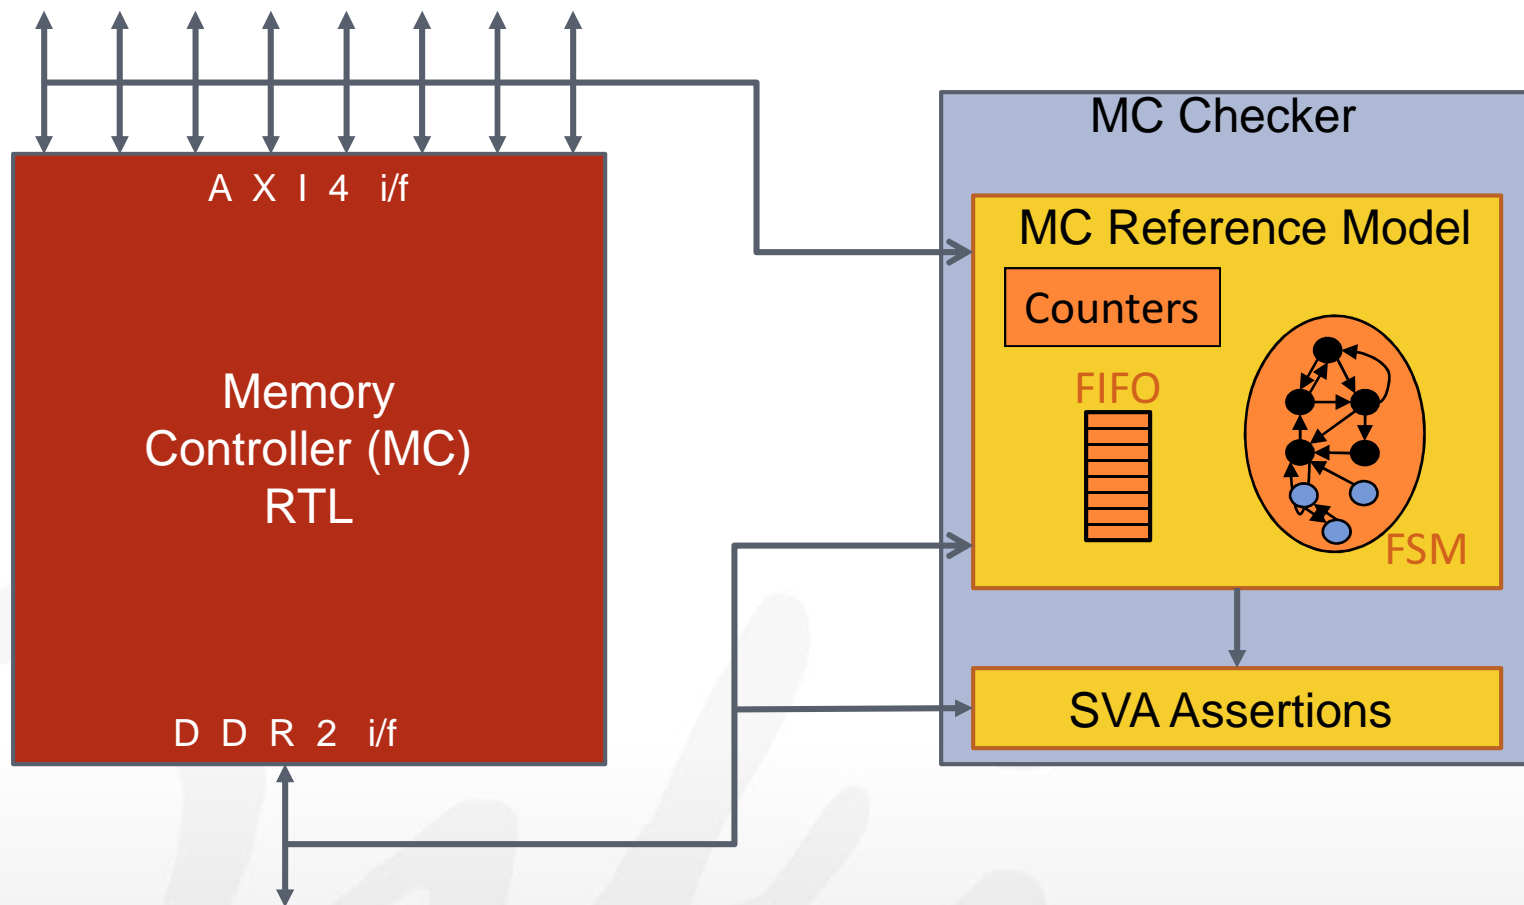 MC Checker
A X I 4 i/f
MC Reference Model
Counters
Memory
Controller (MC)
RTL
FIFO
FSM
SVA Assertions
D D R 2 i/f